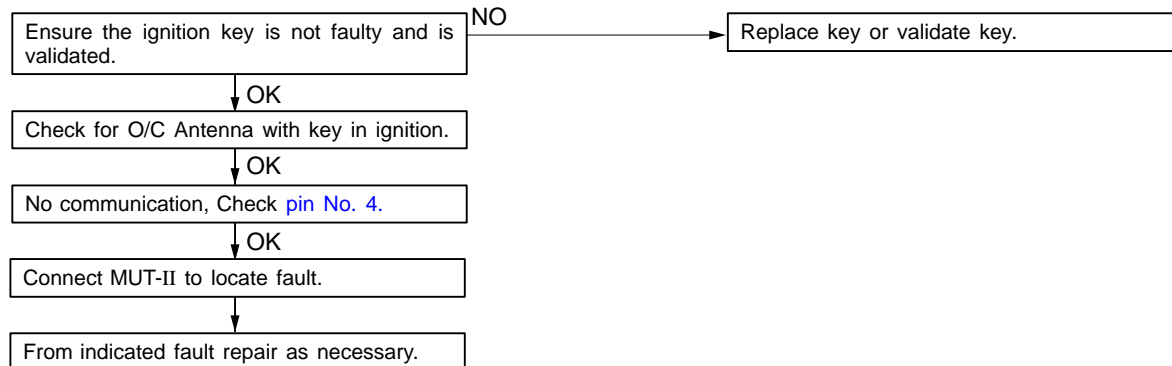 Ensure the ignition key is not faulty and is
validated.
NO
Replace key or validate key.
OK
Check for O/C Antenna with key in ignition.
OK
No communication, Check pin No. 4.
OK
Connect MUT-II to locate fault.
From indicated fault repair as necessary.